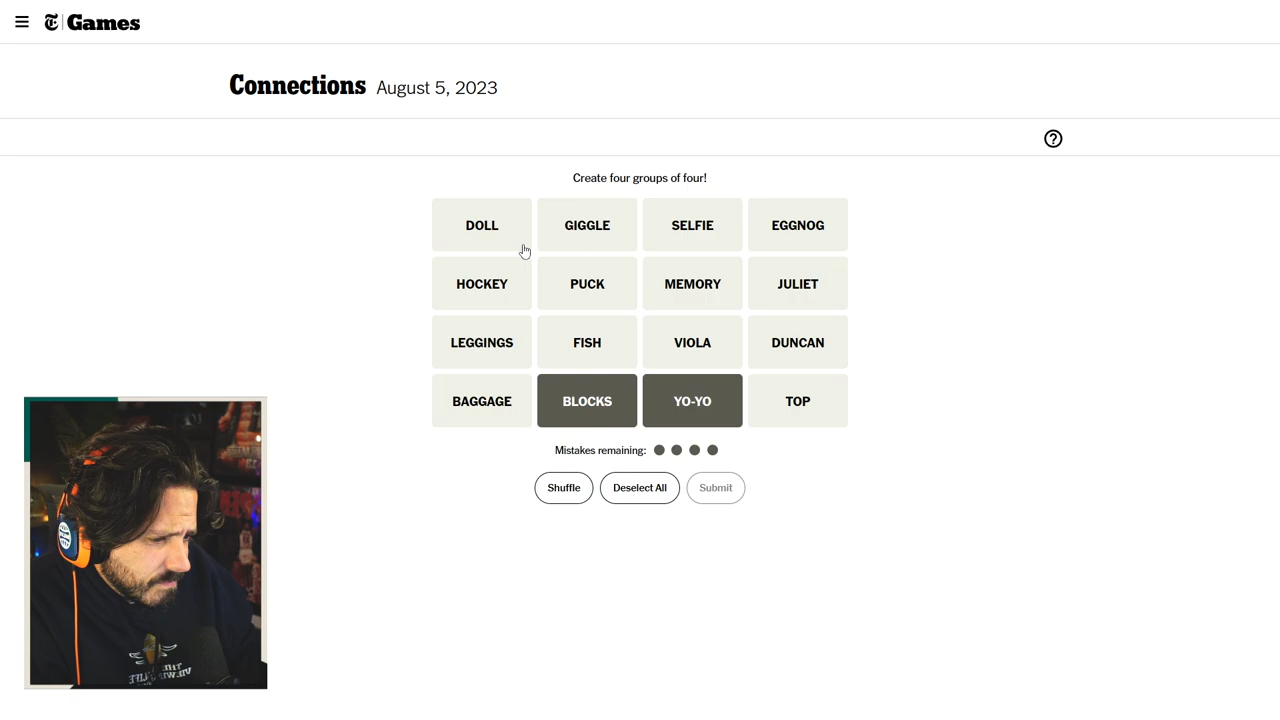 Games
Connections August 5, 2023
Create four groups of four!
DOLL GIGGLE SELFIE EGGNOG
HOCKEY PUCK MEMORY JULIET
LEGGINGS FISH VIOLA DUNCAN
BAGGAGE BLOCKS YO-YO TOP
Mistakes remaining:
Shuffle Deselect All Submit